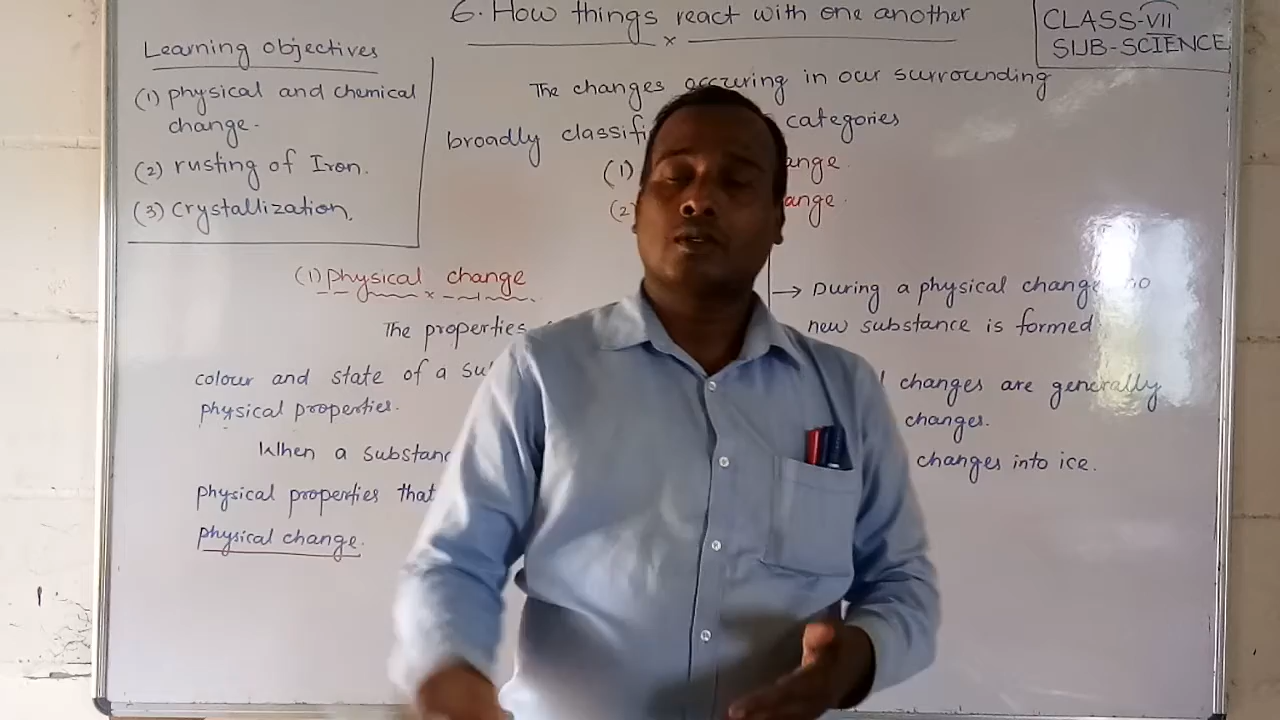 6. How things react with one another
CLASS-VII
SUB-SCIENCE
Learning objectives
(1) physical and chemical
change.
(2) rusting of Iron.
(3) crystallization.
The changes occuring in our surrounding
broadly classifi categories
(1) ange.
(2 ange.
(1) Physical change
The properties
colour and state of a su
physical properties.
When a substanc
physical properties that
physical change.
→ During a physical change no
new substance is formed
changes are generally
changes.
changes into ice.